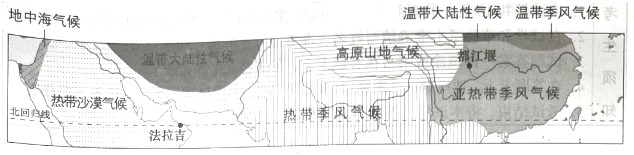 地中海气候
温带大陆性气候
温带季风气候
温带大陆性气候
高原山地气候
都江堰
热带沙漠气候
亚热带季风气候
北回归线
法拉吉
热带季风气候